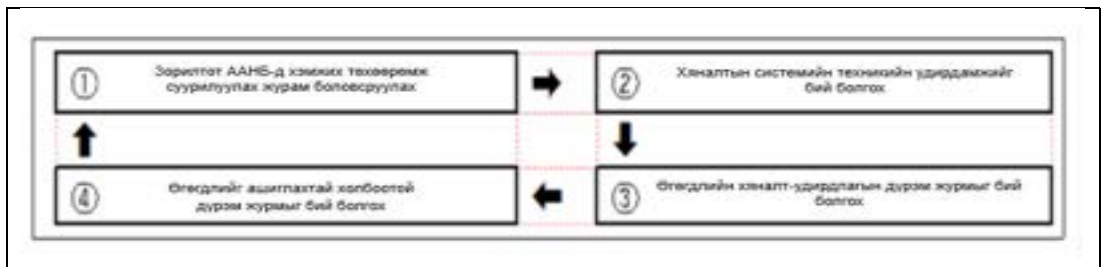 ① Зорилтот ААНБ-д хэмжих төхөөрөмж
суурилуулах журам боловсруулах
② Хяналтын системийн техникийн удирдамжийг
бий болгох
④ Өгөгдлийг ашиглахтай холбоотой
дүрэм журмыг бий болгох
③ Өгөгдлийн хяналт-удирдлагын дүрэм журмыг бий
болгох